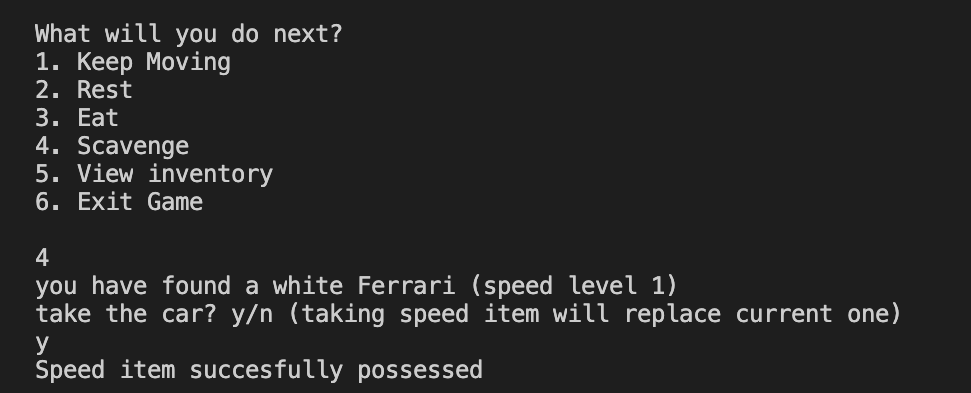 What will you do next?
1. Keep Moving
2. Rest
3. Eat
4. Scavenge
5. View inventory
6. Exit Game
4
you have found a white Ferrari (speed level 1)
take the car? y/n (taking speed item will replace current one)
y
Speed item succesfully possessed